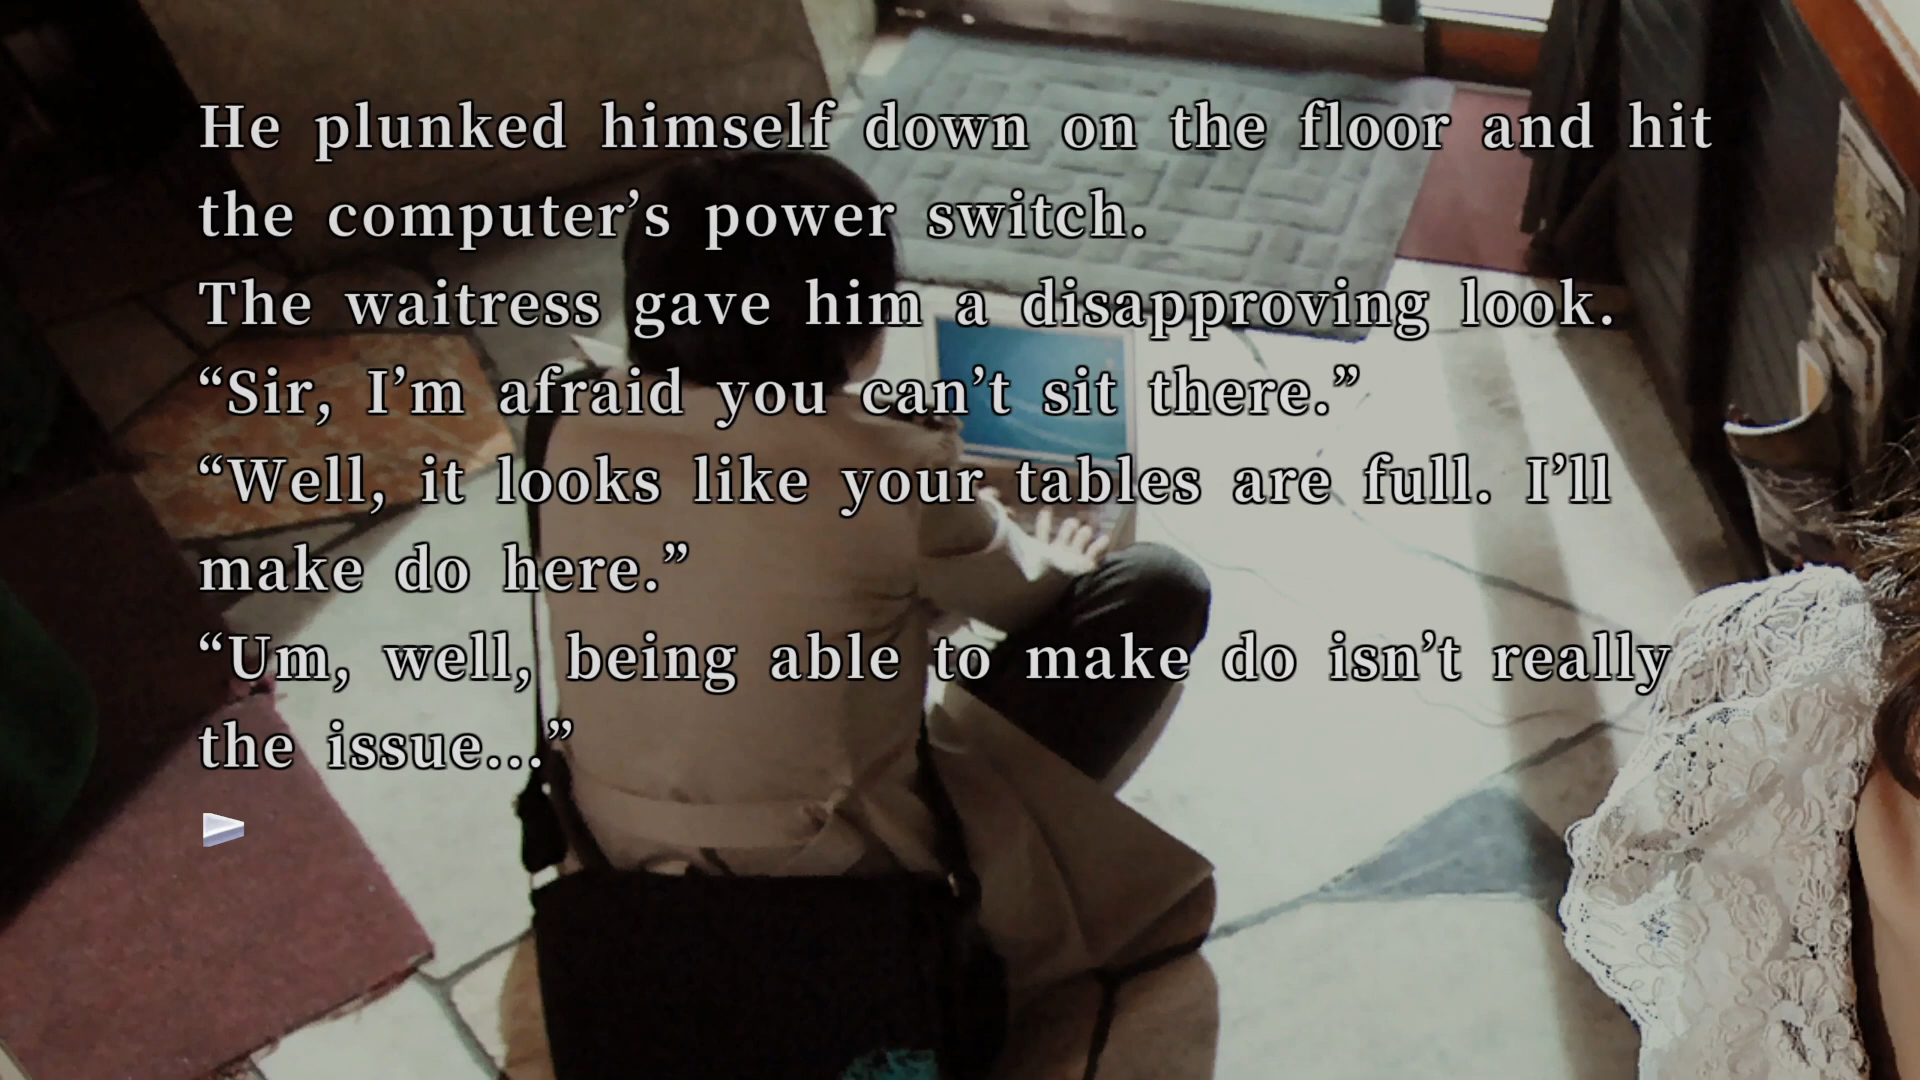 He plunked himself down on the floor and hit
the computer’s power switch.
The waitress gave him a disapproving look.
“Sir, I’m afraid you can’t sit there.”
“Well, it looks like your tables are full. I’ll
make do here.”
“Um, well, being able to make do isn’t really
the issue...”